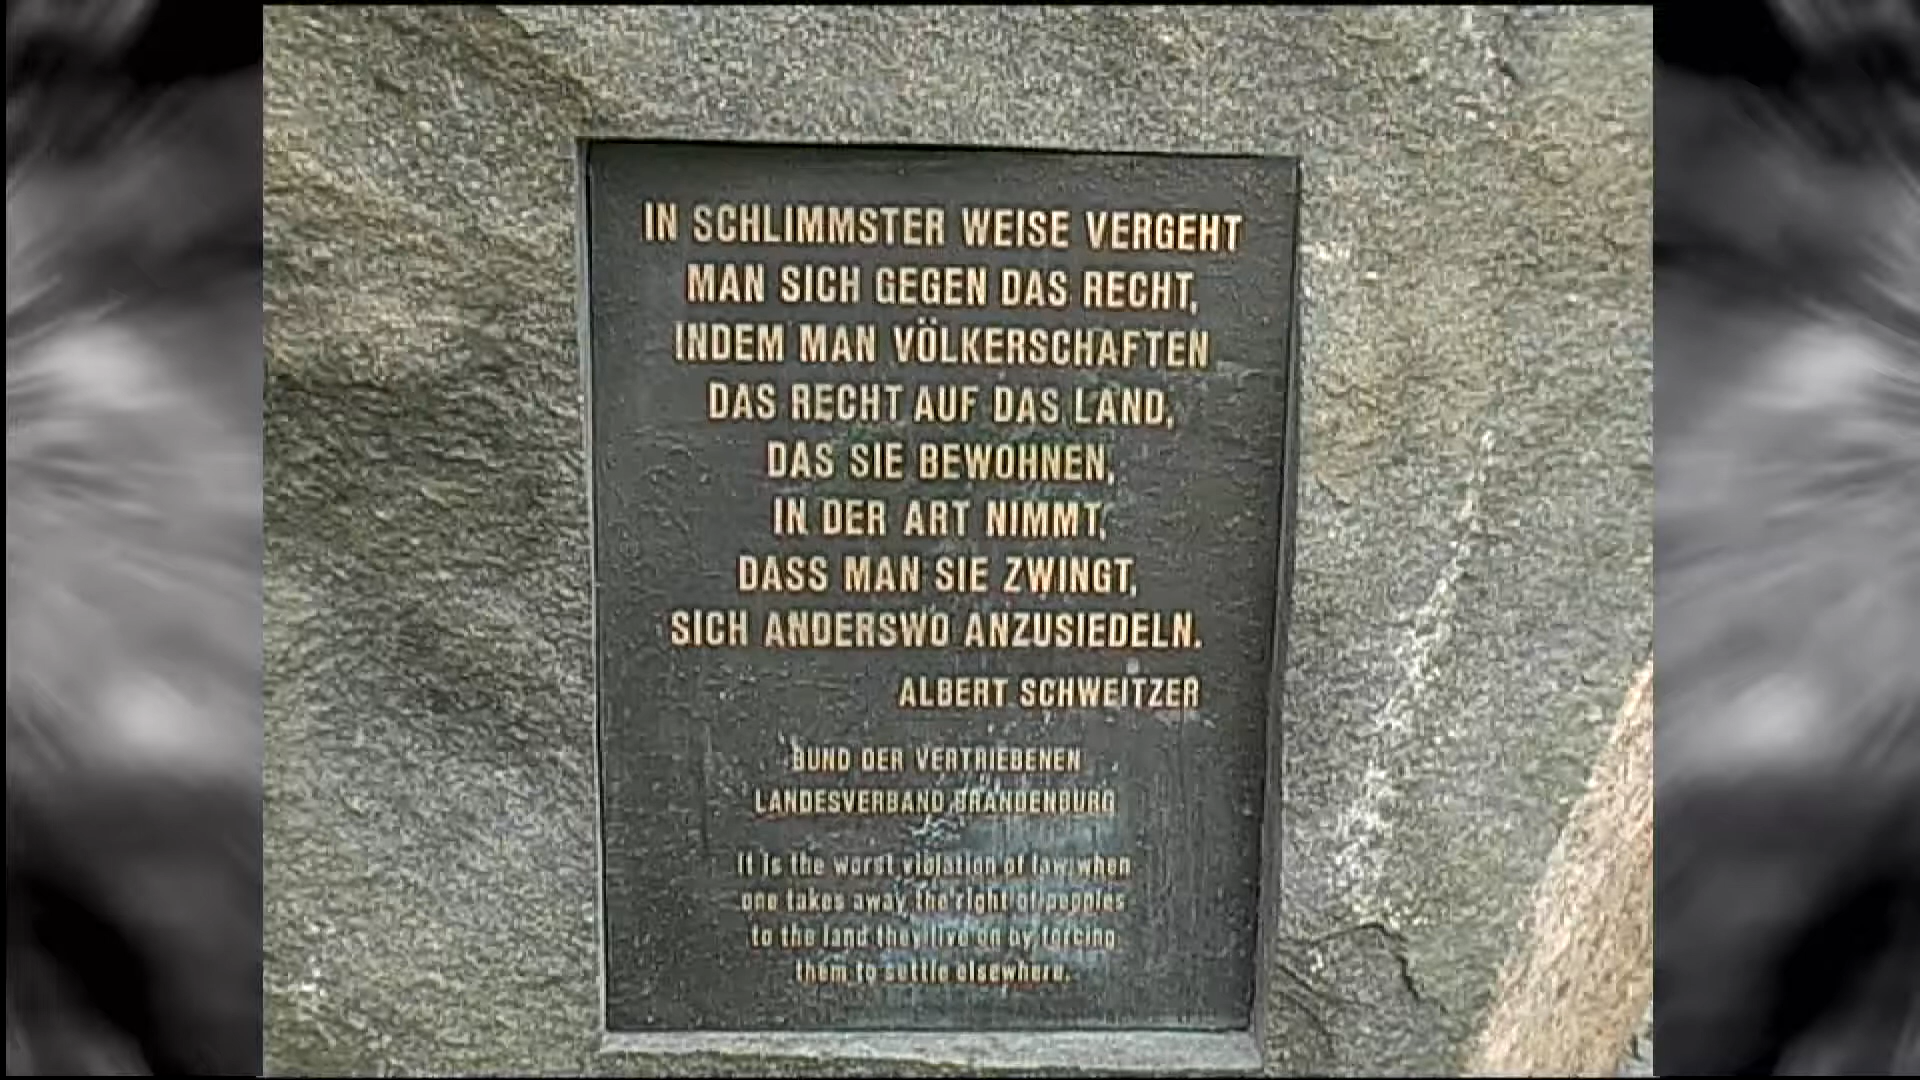 IN SCHLIMMSTER WEISE VERGEHT
MAN SICH GEGEN DAS RECHT,
INDEM MAN VÖLKERSCHAFTEN
DAS RECHT AUF DAS LAND,
DAS SIE BEWOHNEN,
IN DER ART NIMMT,
DASS MAN SIE ZWINGT,
SICH ANDERSWO ANZUSIEDELN.
ALBERT SCHWEITZER
BUND DER VERTRIEBENEN
LANDESVERBAND BRANDENBURG
It is the worst violation of law when
one takes away the right of peoples
to the land they live on by forcing
them to settle elsewhere.